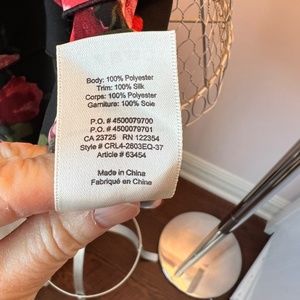 Body: 100% Polyester
Trim: 100% Silk
Corps: 100% Polyester
Garniture: 100% Soie
P.O. # 4500079700
P.O. # 4500079701
CA 23725 RN 122354
Style # CRL4-2803EQ-37
Article # 63454
Made in China
Fabriqué en China